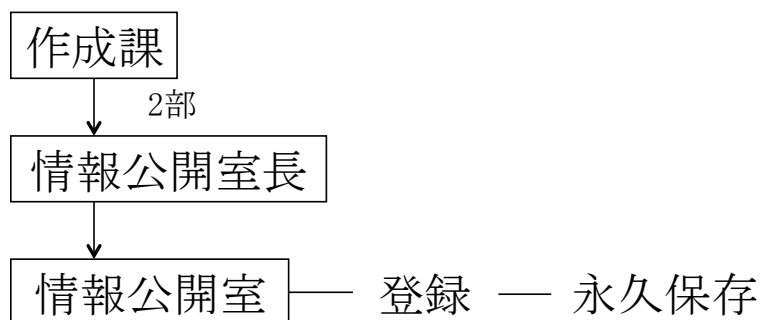 作成課
2部
情報公開室長
情報公開室 — 登録 — 永久保存